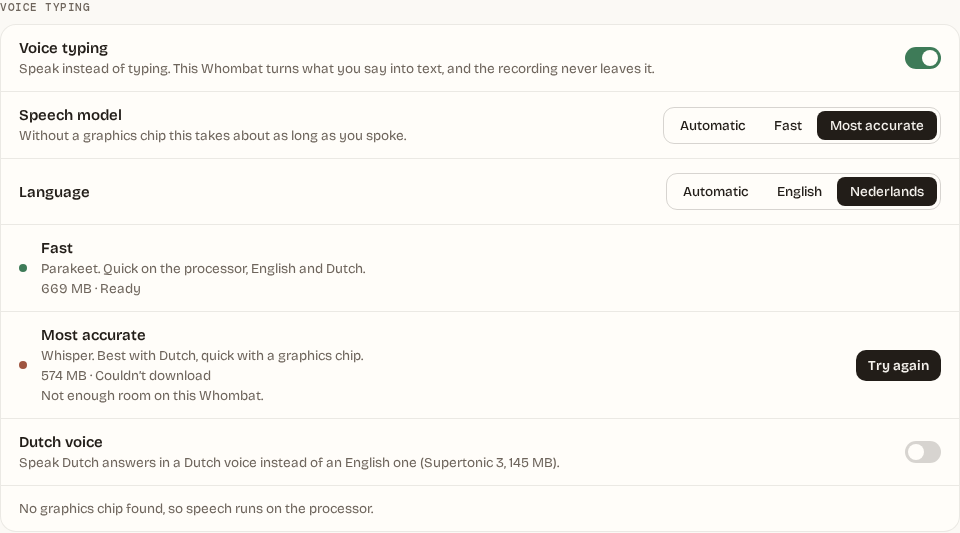 VOICE TYPING
Voice typing
Speak instead of typing. This Whombat turns what you say into text, and the recording never leaves it.
Speech model
Without a graphics chip this takes about as long as you spoke.
Automatic Fast Most accurate
Language
Automatic English Nederlands
Fast
Parakeet. Quick on the processor, English and Dutch.
669 MB · Ready
Most accurate
Whisper. Best with Dutch, quick with a graphics chip.
574 MB · Couldn't download
Not enough room on this Whombat.
Try again
Dutch voice
Speak Dutch answers in a Dutch voice instead of an English one (Supertonic 3, 145 MB).
No graphics chip found, so speech runs on the processor.